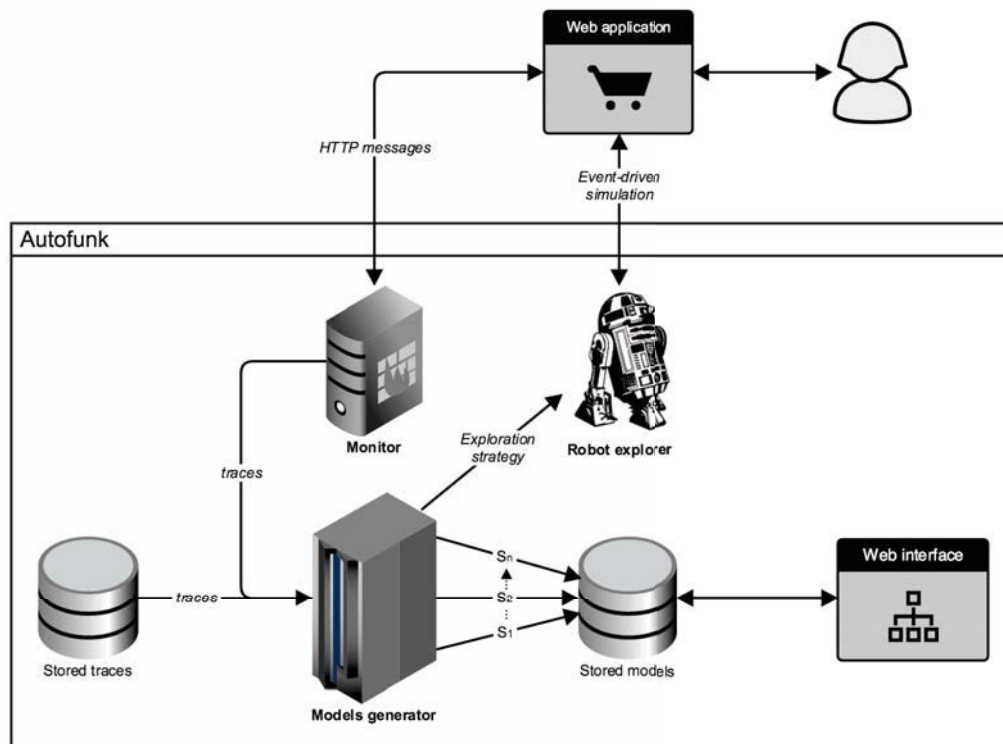 Web application
HTTP messages
Event-driven
simulation
Autofunk
Monitor
Exploration
strategy
Robot explorer
traces
Sn
S2
S1
traces
Web interface
Stored traces
Stored models
Models generator